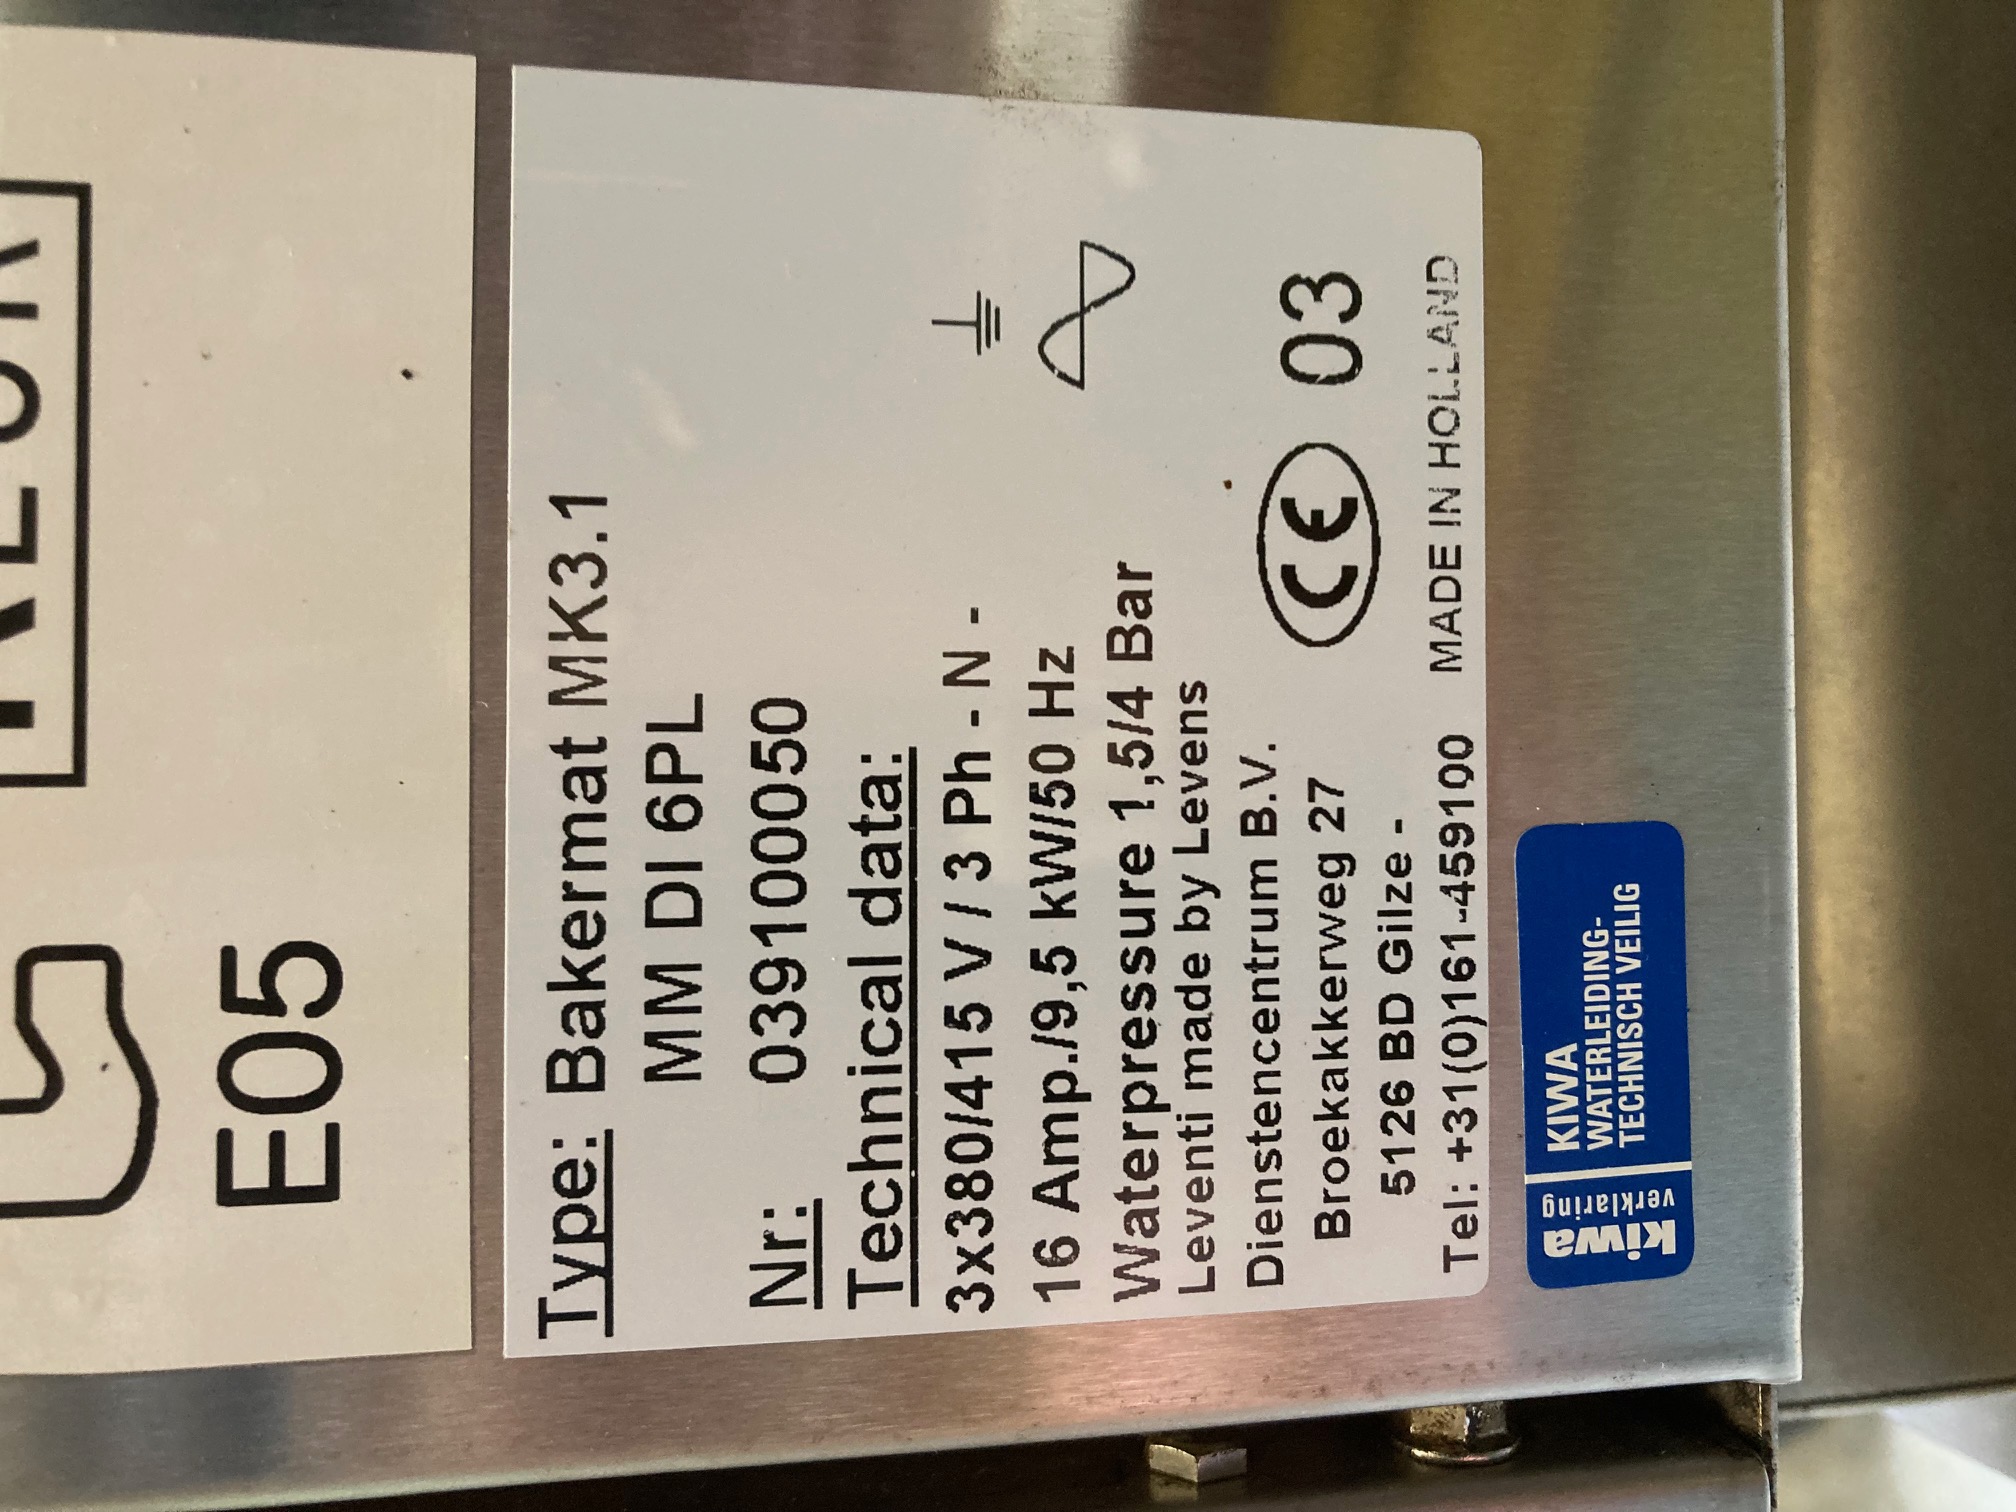 E05
Type: Bakermat MK3.1
MM DI 6PL
Nr: 039100050
Technical data:
3x380/415 V / 3 Ph - N -
16 Amp./9,5 kW/50 Hz
Waterpressure 1,5/4 Bar
Leventi made by Levens
Dienstencentrum B.V.
Broekakkerweg 27
5126 BD Gilze -
Tel: +31(0)161-459100
CE 03
MADE IN HOLLAND
kiwa
verklaring
KIWA
WATERLEIDING-
TECHNISCH VEILIG